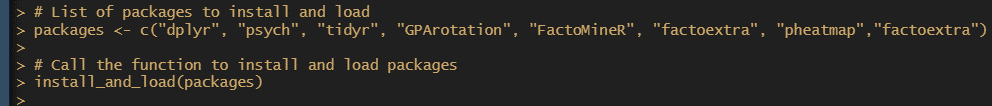 > # List of packages to install and load
> packages <- c("dplyr", "psych", "tidyr", "GPArotation", "FactoMineR", "factoextra", "pheatmap","factoextra")
>
> # Call the function to install and load packages
> install_and_load(packages)
>